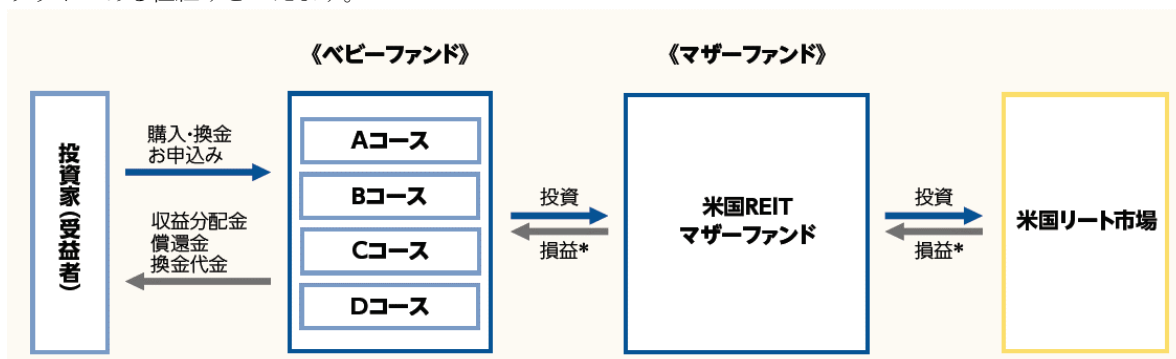 《ベビーファンド》
《マザーファンド》
投資家(受益者)
購入・換金
お申込み
収益分配金
償還金
換金代金
Aコース
Bコース
Cコース
Dコース
投資
損益*
米国REIT
マザーファンド
投資
損益*
米国リート市場